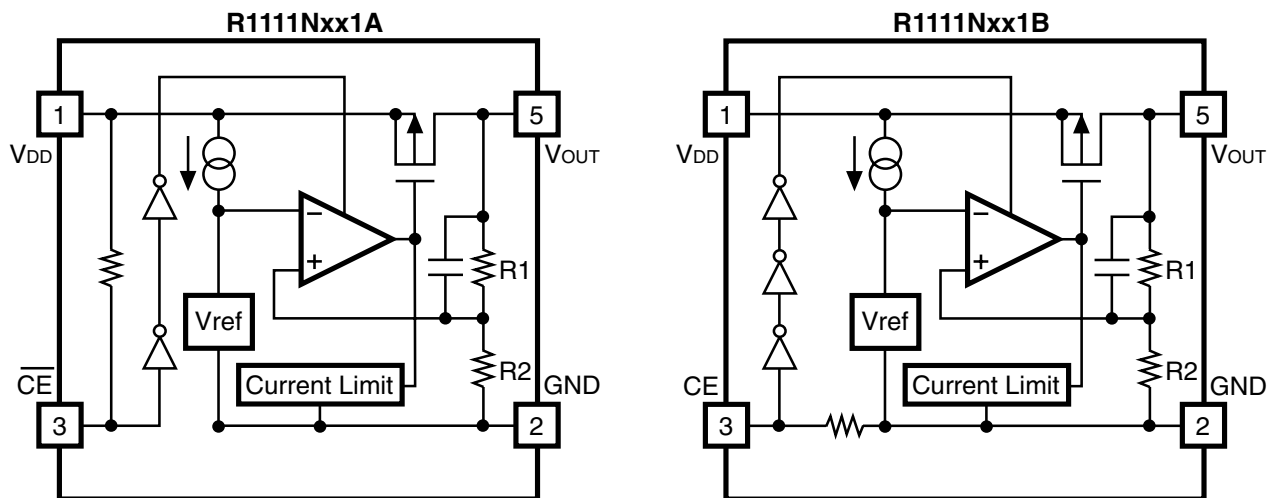 R1111Nxx1A
1
5
VDD
VOUT
−
+
R1
Vref
R2
Current Limit
CE
GND
3
2
R1111Nxx1B
1
5
VDD
VOUT
−
+
R1
Vref
R2
Current Limit
CE
GND
3
2